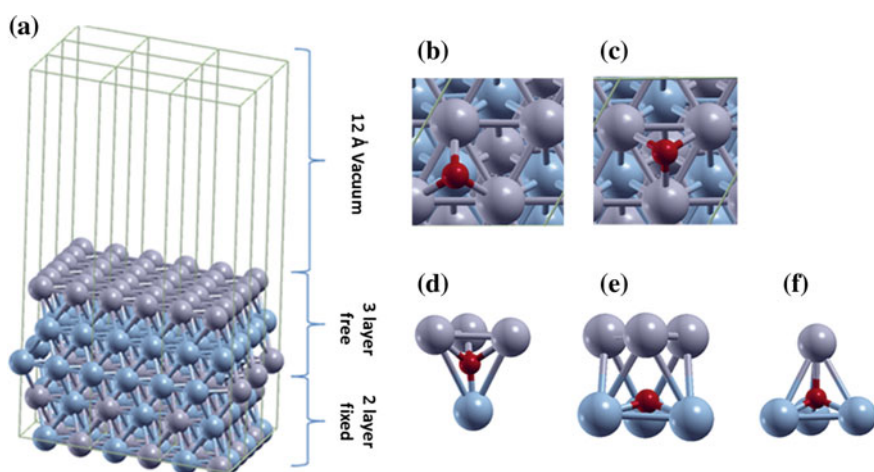 (a)
12 Å Vacuum
3 layer
free
2 layer
fixed
(b)
(c)
(d)
(e)
(f)